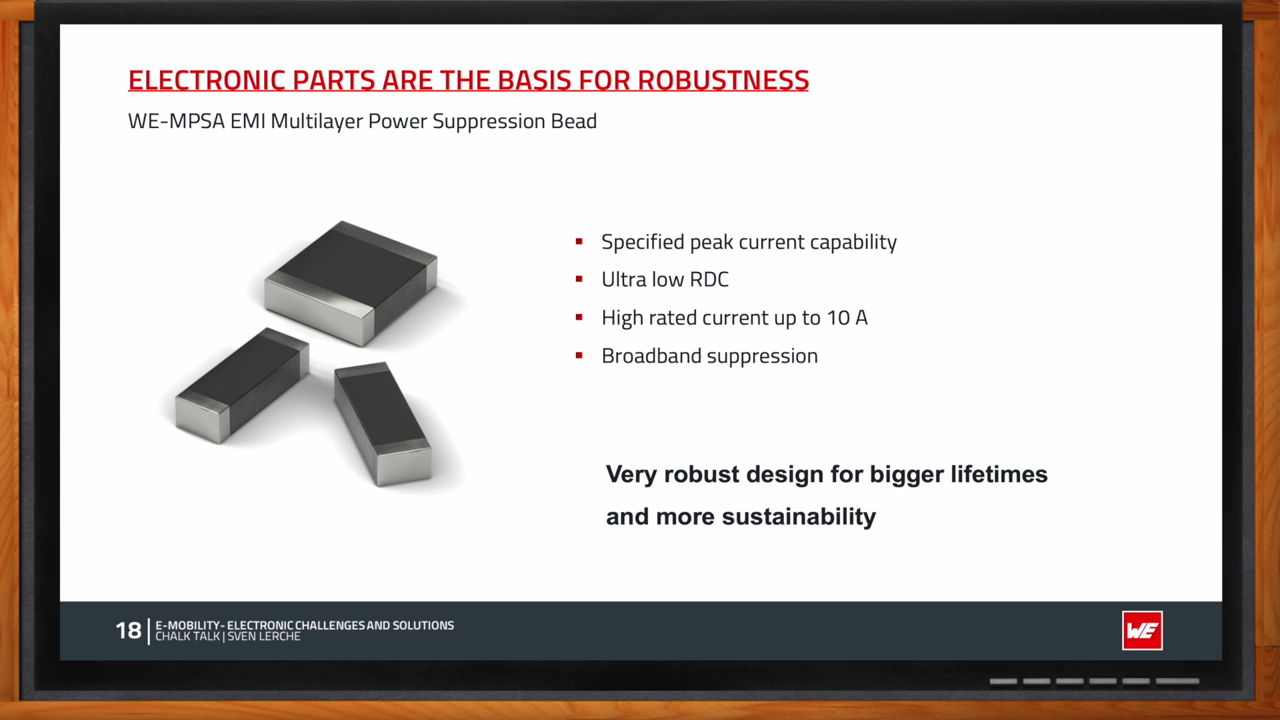 ELECTRONIC PARTS ARE THE BASIS FOR ROBUSTNESS
WE-MPSA EMI Multilayer Power Suppression Bead
▪ Specified peak current capability
▪ Ultra low RDC
▪ High rated current up to 10 A
▪ Broadband suppression
Very robust design for bigger lifetimes
and more sustainability
18
E-MOBILITY- ELECTRONIC CHALLENGES AND SOLUTIONS
CHALK TALK | SVEN LERCHE
WE